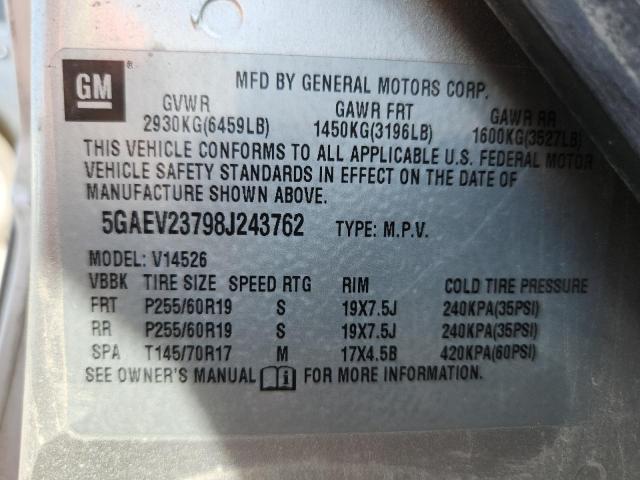 GM ® MFD BY GENERAL MOTORS CORP.
GVWR GAWR FRT GAWR RR
2930KG(6459LB) 1450KG(3196LB) 1600KG(3527LB)
THIS VEHICLE CONFORMS TO ALL APPLICABLE U.S. FEDERAL MOTOR
VEHICLE SAFETY STANDARDS IN EFFECT ON THE DATE OF
MANUFACTURE SHOWN ABOVE.
5GAEV23798J243762 TYPE: M.P.V.
MODEL: V14526
VBBK TIRE SIZE SPEED RTG RIM COLD TIRE PRESSURE
FRT P255/60R19 S 19X7.5J 240KPA(35PSI)
RR P255/60R19 S 19X7.5J 240KPA(35PSI)
SPA T145/70R17 M 17X4.5B 420KPA(60PSI)
SEE OWNER'S MANUAL i FOR MORE INFORMATION.